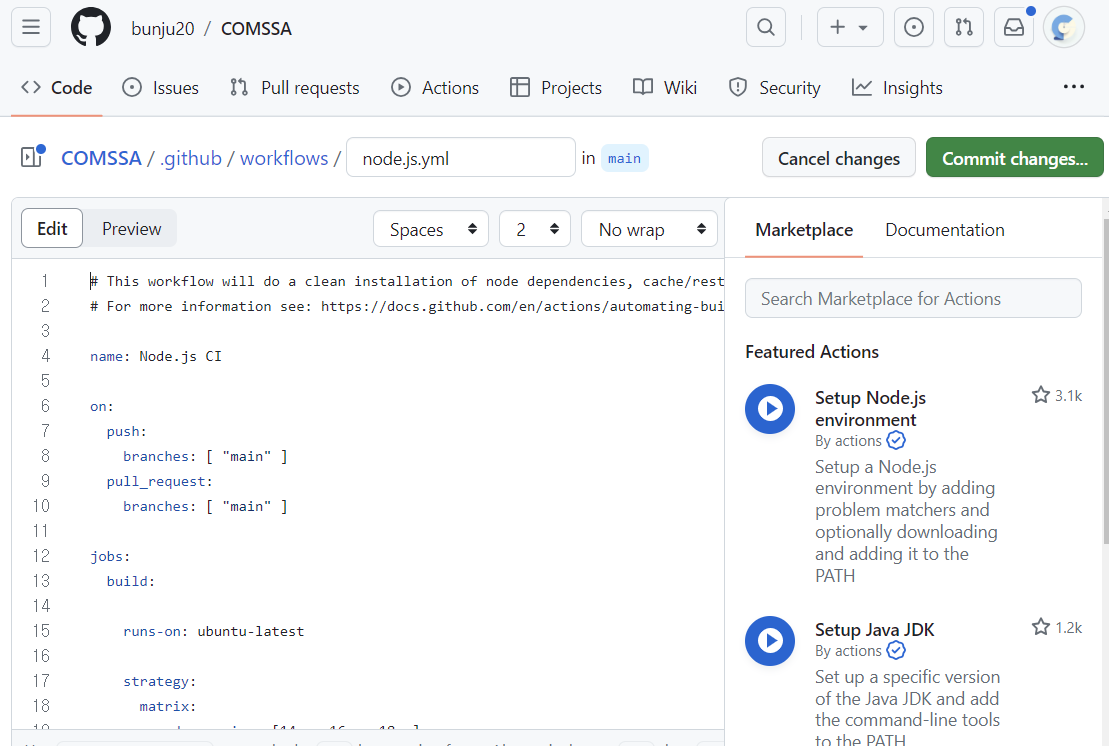 bunju20 / COMSSA
Code
Issues
Pull requests
Actions
Projects
Wiki
Security
Insights
COMSSA / .github / workflows / node.js.yml in main
Cancel changes
Commit changes...
Edit
Preview
Spaces
2
No wrap
1 # This workflow will do a clean installation of node dependencies, cache/rest
2 # For more information see: https://docs.github.com/en/actions/automating-bui
3
4 name: Node.js CI
5
6 on:
7 push:
8 branches: [ "main" ]
9 pull_request:
10 branches: [ "main" ]
11
12 jobs:
13 build:
14
15 runs-on: ubuntu-latest
16
17 strategy:
18 matrix:
Marketplace
Documentation
Search Marketplace for Actions
Featured Actions
Setup Node.js
environment
3.1k
By actions
Setup a Node.js
environment by adding
problem matchers and
optionally downloading
and adding it to the
PATH
Setup Java JDK
1.2k
By actions
Set up a specific version
of the Java JDK and add
the command-line tools
to the PATH